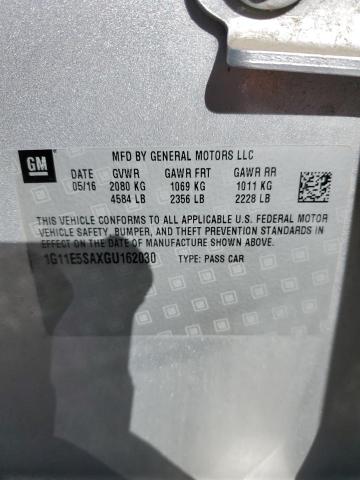 GM
MFD BY GENERAL MOTORS LLC
DATE GVWR GAWR FRT GAWR RR
05/16 2080 KG 1069 KG 1011 KG
4584 LB 2356 LB 2228 LB
THIS VEHICLE CONFORMS TO ALL APPLICABLE U.S. FEDERAL MOTOR
VEHICLE SAFETY, BUMPER, AND THEFT PREVENTION STANDARDS
IN EFFECT ON THE DATE OF MANUFACTURE SHOWN ABOVE.
1G11E5SAXGU162030 TYPE: PASS CAR